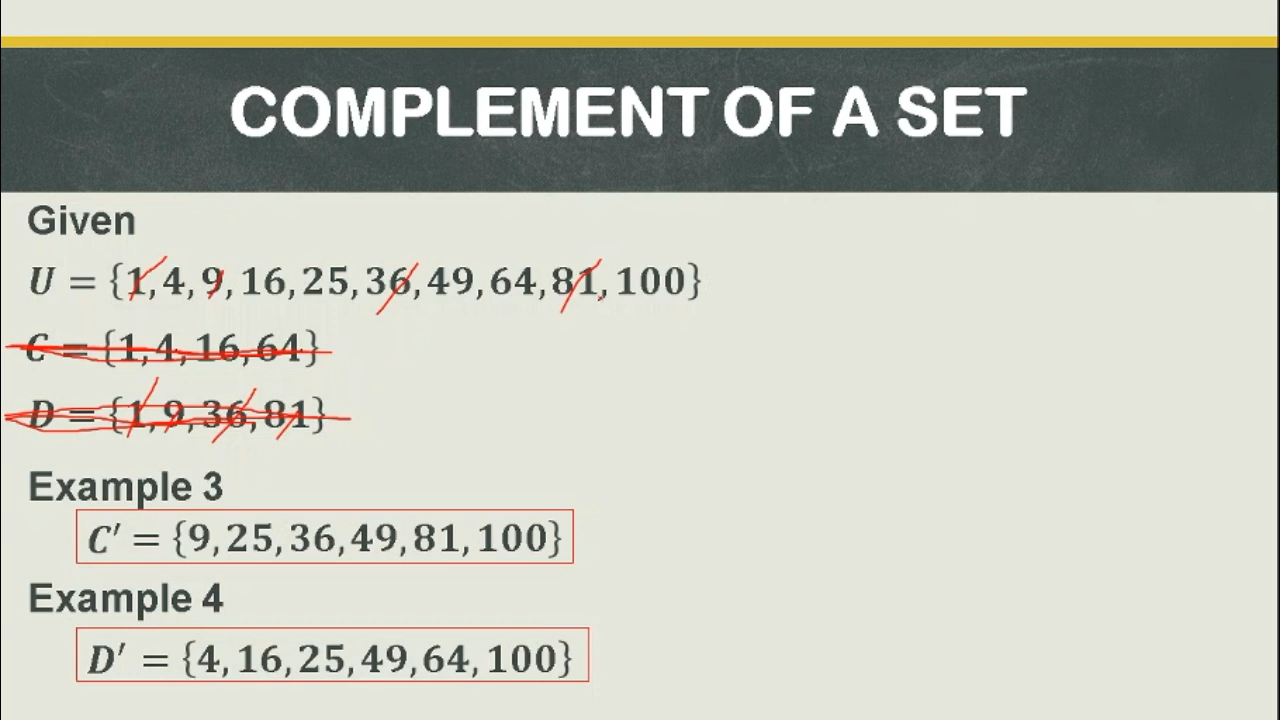 COMPLEMENT OF A SET
Given
U = {1, 4, 9, 16, 25, 36, 49, 64, 81, 100}
C = {1, 4, 16, 64}
D = {1, 9, 36, 81}
Example 3
C′ = {9, 25, 36, 49, 81, 100}
Example 4
D′ = {4, 16, 25, 49, 64, 100}